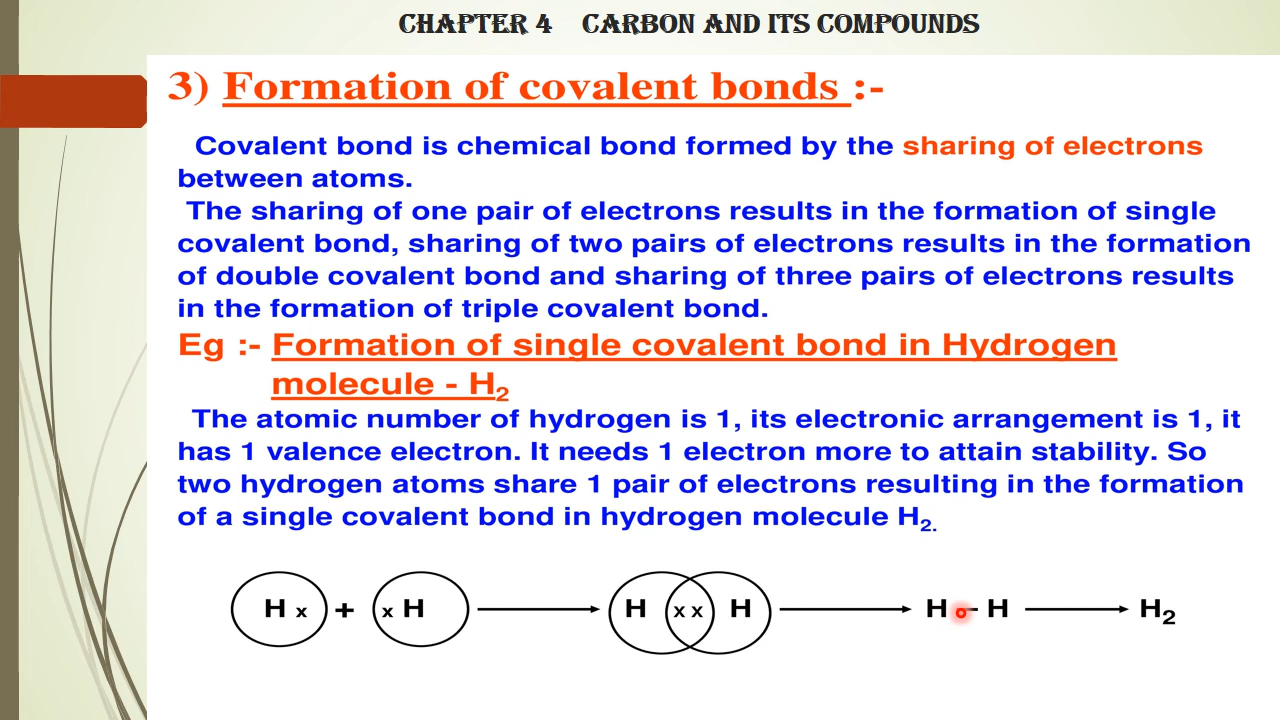 CHAPTER 4 CARBON AND ITS COMPOUNDS
3) Formation of covalent bonds :-
Covalent bond is chemical bond formed by the sharing of electrons
between atoms.
The sharing of one pair of electrons results in the formation of single
covalent bond, sharing of two pairs of electrons results in the formation
of double covalent bond and sharing of three pairs of electrons results
in the formation of triple covalent bond.
Eg :- Formation of single covalent bond in Hydrogen
molecule - H₂
The atomic number of hydrogen is 1, its electronic arrangement is 1, it
has 1 valence electron. It needs 1 electron more to attain stability. So
two hydrogen atoms share 1 pair of electrons resulting in the formation
of a single covalent bond in hydrogen molecule H₂.
H x + x H H x x H H – H H₂